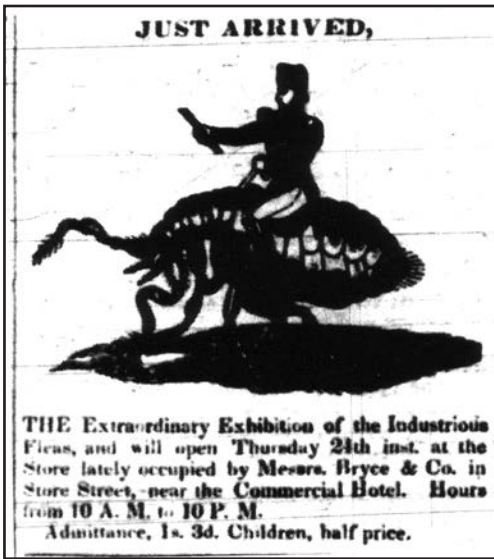 JUST ARRIVED,
THE Extraordinary Exhibition of the Industrious
Fleas, and will open Thursday 24th inst. at the
Store lately occupied by Messrs. Bryce & Co. in
Store Street, near the Commercial Hotel. Hours
from 10 A. M. to 10 P. M.
Admittance, 1s. 3d. Children, half price.